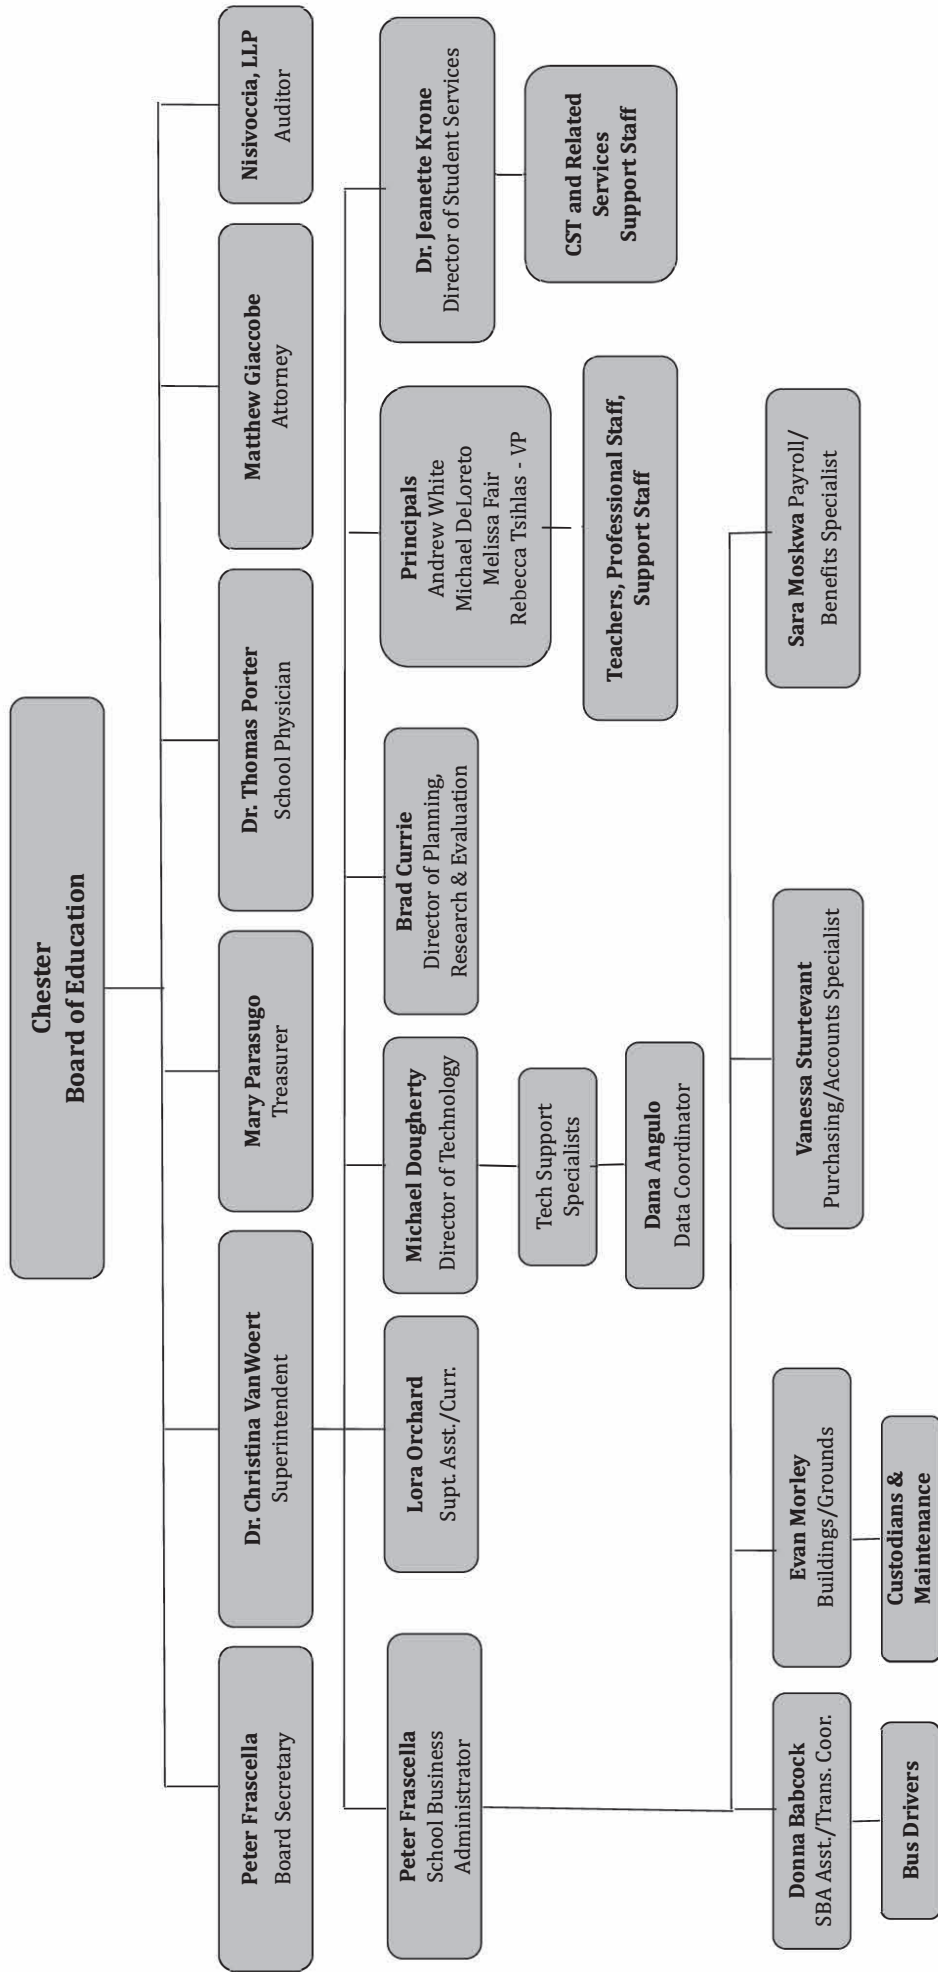 Chester
Board of Education
Peter Frascella
Board Secretary
Dr. Christina VanWoert
Superintendent
Mary Parasugo
Treasurer
Dr. Thomas Porter
School Physician
Matthew Giaccobe
Attorney
Nisivoccia, LLP
Auditor
Peter Frascella
School Business
Administrator
Lora Orchard
Supt. Asst./Curr.
Michael Dougherty
Director of Technology
Brad Currie
Director of Planning,
Research & Evaluation
Principals
Andrew White
Michael DeLoreto
Melissa Fair
Rebecca Tsihlas - VP
Dr. Jeanette Krone
Director of Student Services
Tech Support
Specialists
Dana Angulo
Data Coordinator
Teachers, Professional Staff,
Support Staff
CST and Related
Services
Support Staff
Donna Babcock
SBA Asst./Trans. Coor.
Evan Morley
Buildings/Grounds
Vanessa Sturtevant
Purchasing/Accounts Specialist
Sara Moskwa Payroll/
Benefits Specialist
Bus Drivers
Custodians &
Maintenance